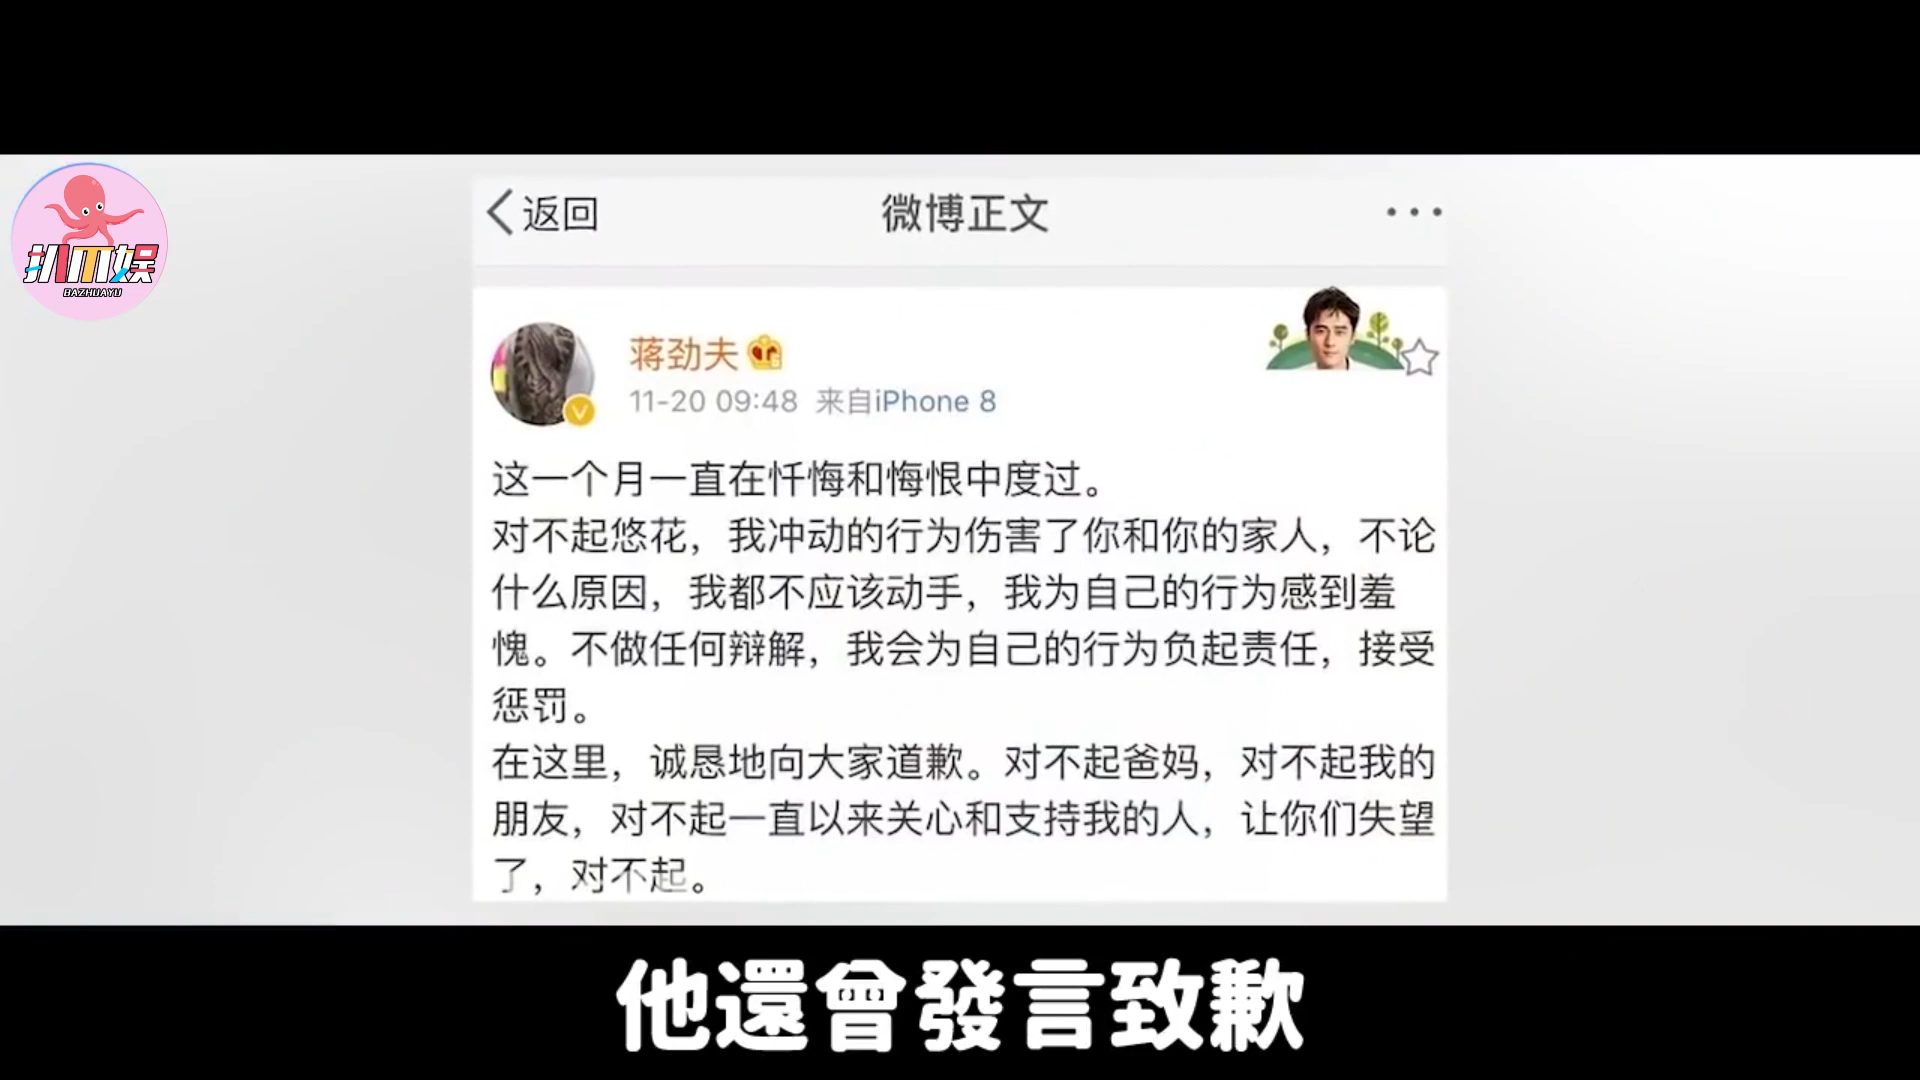 扒爪娱
BAZHUAYU
返回
微博正文
蒋劲夫
11-20 09:48 来自iPhone 8
这一个月一直在忏悔和悔恨中度过。
对不起悠花，我冲动的行为伤害了你和你的家人，不论
什么原因，我都不应该动手，我为自己的行为感到羞
愧。不做任何辩解，我会为自己的行为负起责任，接受
惩罚。
在这里，诚恳地向大家道歉。对不起爸妈，对不起我的
朋友，对不起一直以来关心和支持我的人，让你们失望
了，对不起。
他還曾發言致歉